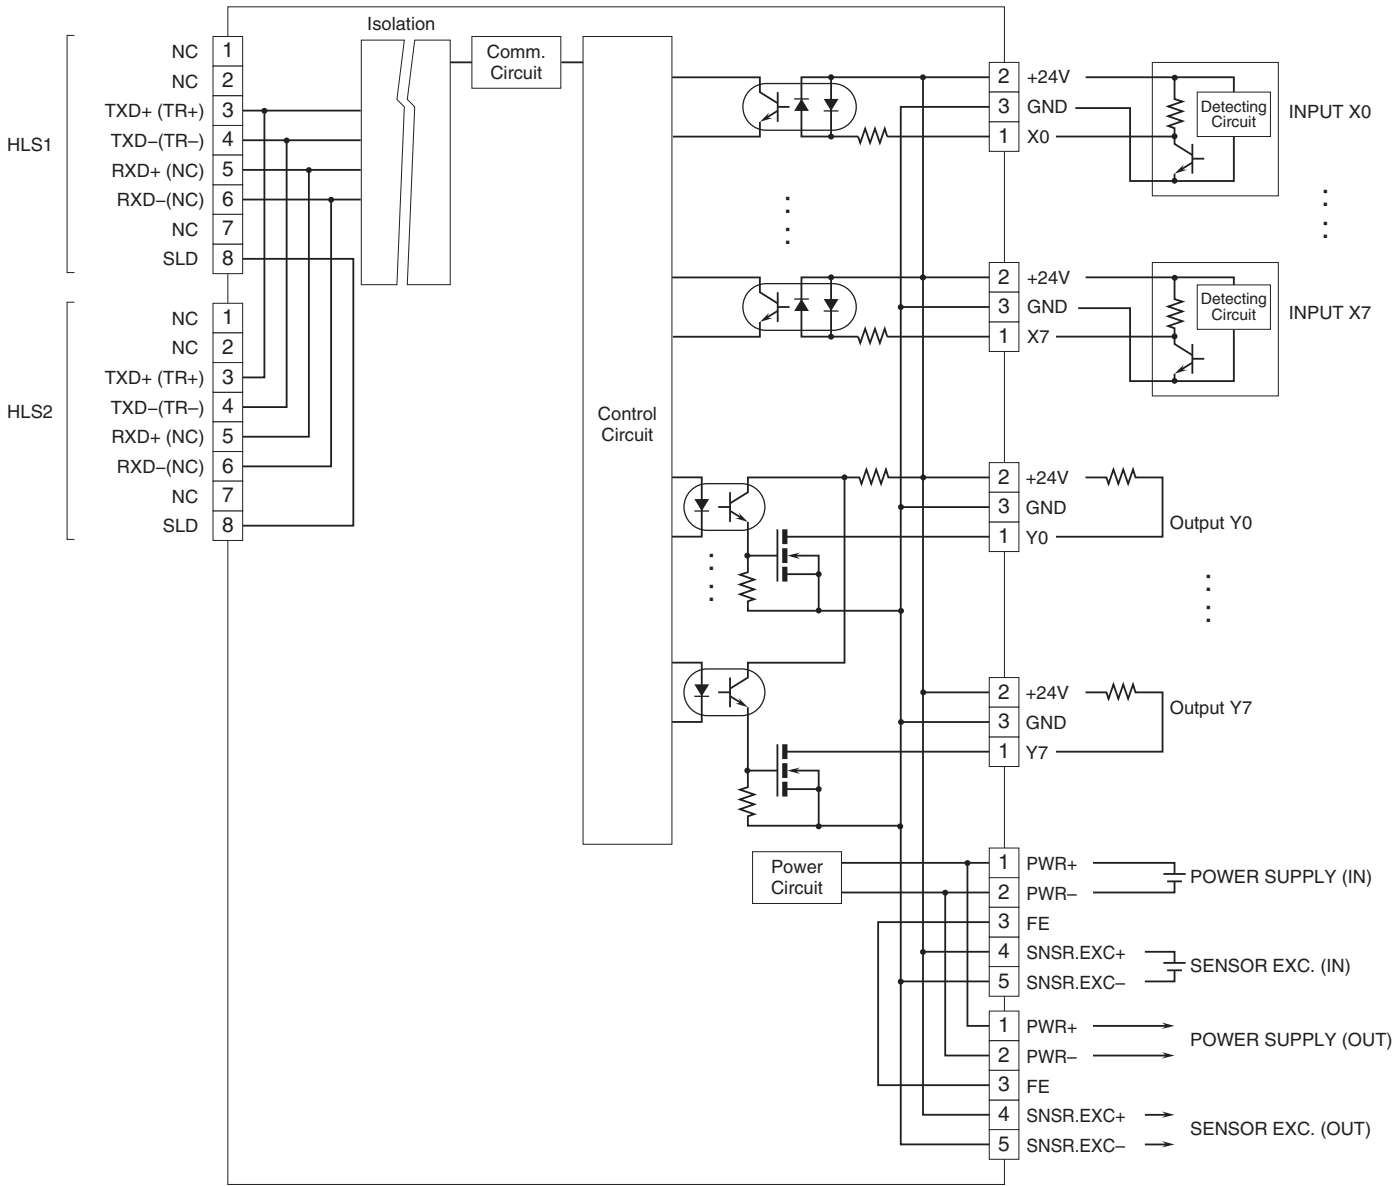 Isolation
Comm.
Circuit
Control
Circuit
Power
Circuit
HLS1
NC 1
NC 2
TXD+ (TR+) 3
TXD–(TR–) 4
RXD+ (NC) 5
RXD–(NC) 6
NC 7
SLD 8
HLS2
NC 1
NC 2
TXD+ (TR+) 3
TXD–(TR–) 4
RXD+ (NC) 5
RXD–(NC) 6
NC 7
SLD 8
2 +24V
3 GND
1 X0
Detecting
Circuit
INPUT X0
2 +24V
3 GND
1 X7
Detecting
Circuit
INPUT X7
2 +24V
3 GND
1 Y0
Output Y0
2 +24V
3 GND
1 Y7
Output Y7
1 PWR+
2 PWR–
POWER SUPPLY (IN)
3 FE
4 SNSR.EXC+
5 SNSR.EXC–
SENSOR EXC. (IN)
1 PWR+
2 PWR–
POWER SUPPLY (OUT)
3 FE
4 SNSR.EXC+
5 SNSR.EXC–
SENSOR EXC. (OUT)